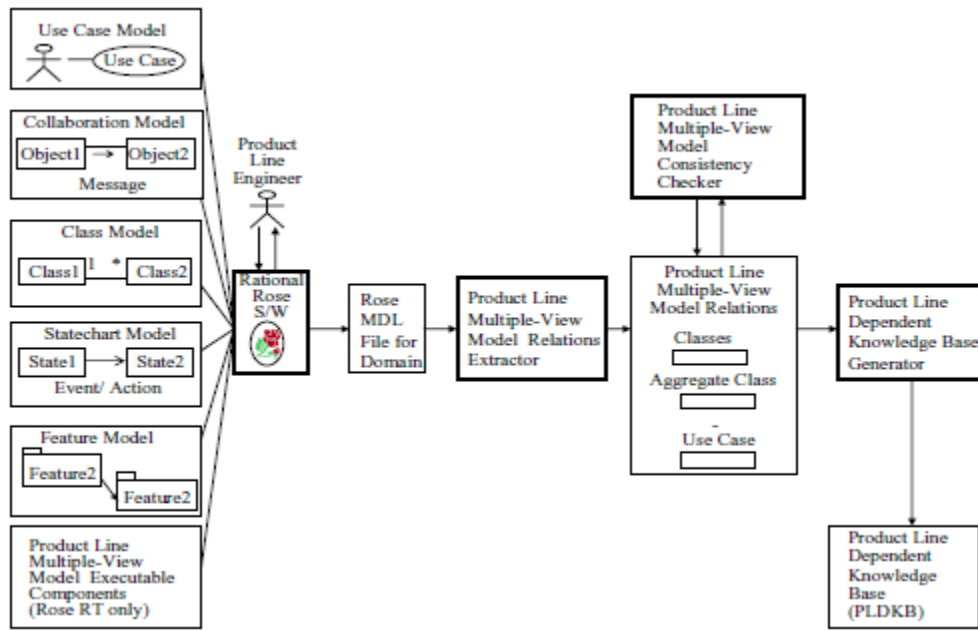 Use Case Model
Use Case
Collaboration Model
Object1
Object2
Message
Class Model
Class1
1
*
Class2
Statechart Model
State1
State2
Event/ Action
Feature Model
Feature2
Feature2
Product Line
Multiple-View
Model Executable
Components
(Rose RT only)
Product
Line
Engineer
Rational
Rose
S/W
Rose
MDL
File for
Domain
Product Line
Multiple-View
Model Relations
Extractor
Product Line
Multiple-View
Model
Consistency
Checker
Product Line
Multiple-View
Model Relations
Classes
Aggregate Class
-
Use Case
Product Line
Dependent
Knowledge Base
Generator
Product Line
Dependent
Knowledge
Base
(PLDKB)